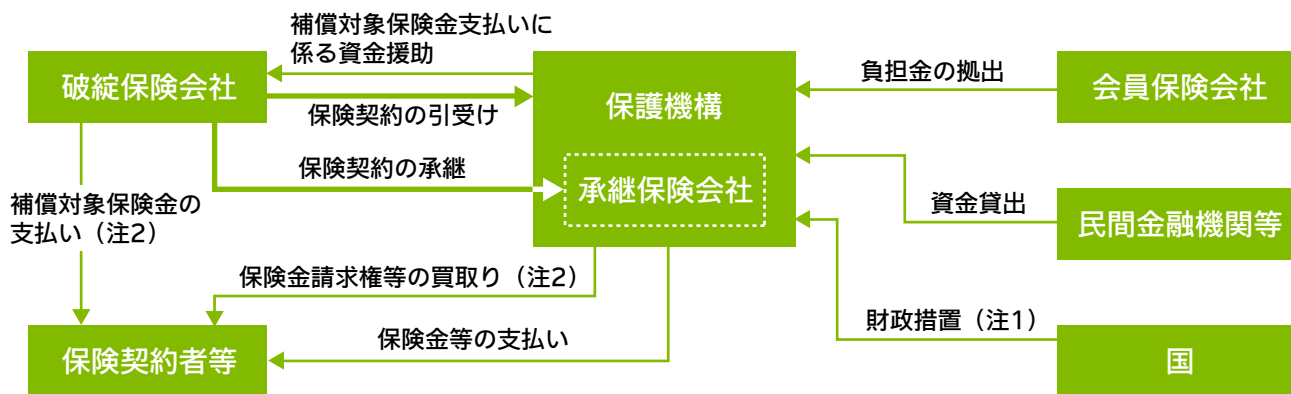 補償対象保険金支払いに
係る資金援助
破綻保険会社
保険契約の引受け
保険契約の承継
保護機構
承継保険会社
負担金の拠出
会員保険会社
資金貸出
民間金融機関等
財政措置（注1）
国
補償対象保険金の
支払い（注2）
保険金請求権等の買取り（注2）
保険金等の支払い
保険契約者等